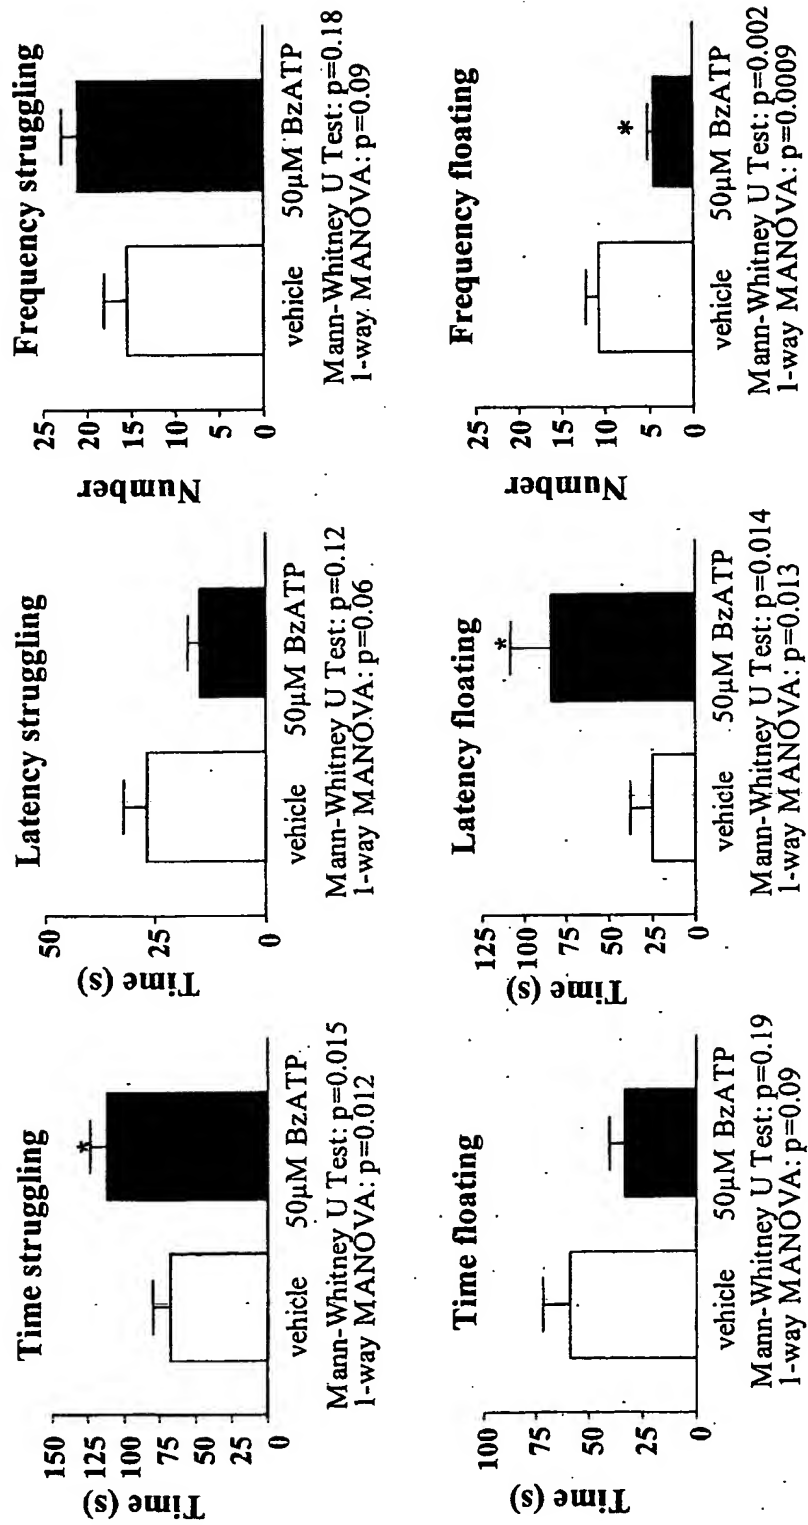 Time struggling
Time (s)
150
125
100
75
50
25
0
vehicle 50µM BzATP
*
Mann-Whitney U Test: p=0.015
1-way MANOVA: p=0.012
Latency struggling
Time (s)
50
25
0
vehicle 50µM BzATP
Mann-Whitney U Test: p=0.12
1-way MANOVA: p=0.06
Frequency struggling
Number
25
20
15
10
5
0
vehicle 50µM BzATP
Mann-Whitney U Test: p=0.18
1-way MANOVA: p=0.09
Time floating
Time (s)
100
75
50
25
0
vehicle 50µM BzATP
Mann-Whitney U Test: p=0.19
1-way MANOVA: p=0.09
Latency floating
Time (s)
125
100
75
50
25
0
vehicle 50µM BzATP
*
Mann-Whitney U Test: p=0.014
1-way MANOVA: p=0.013
Frequency floating
Number
25
20
15
10
5
0
vehicle 50µM BzATP
*
Mann-Whitney U Test: p=0.002
1-way MANOVA: p=0.0009